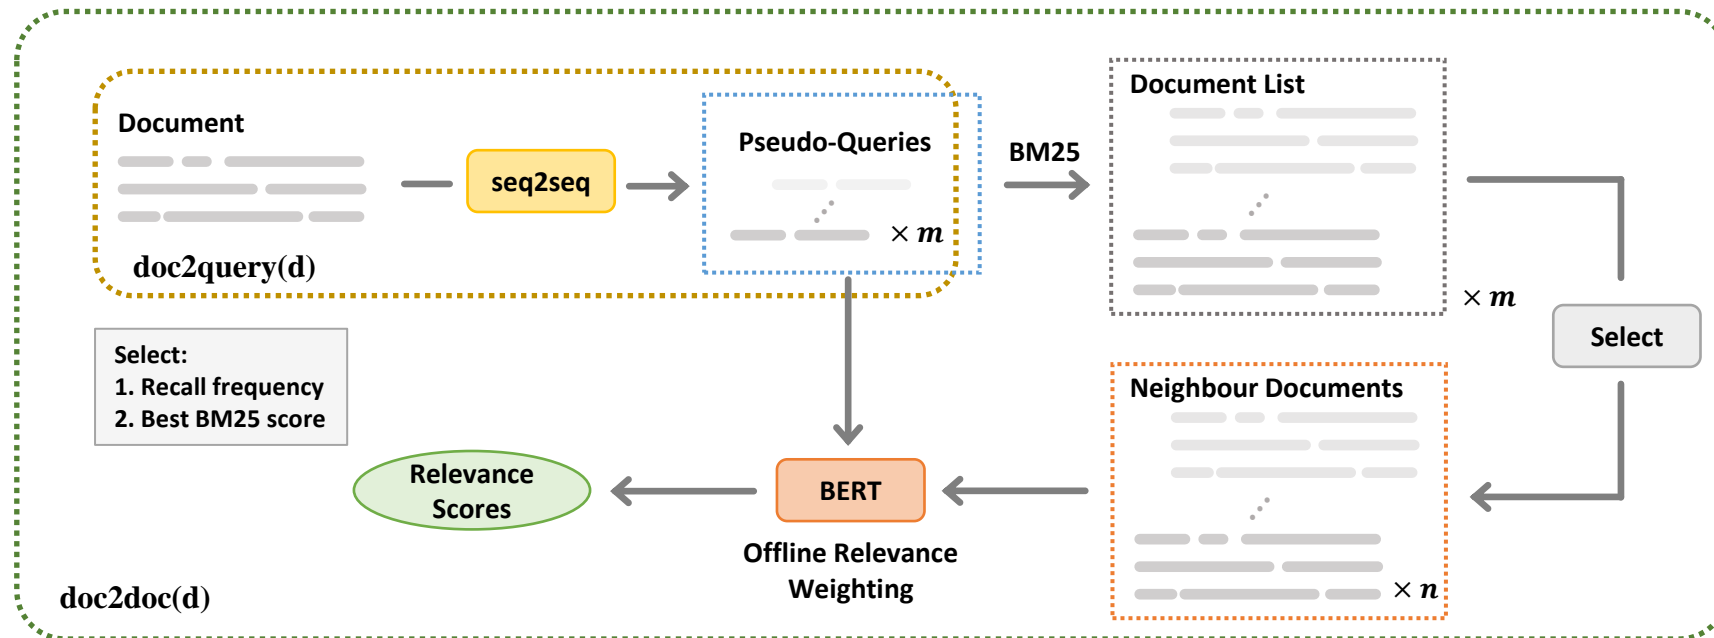 Document
seq2seq
Pseudo-Queries
× m
doc2query(d)
BM25
Document List
× m
Select
Select:
1. Recall frequency
2. Best BM25 score
Neighbour Documents
× n
BERT
Offline Relevance
Weighting
Relevance
Scores
doc2doc(d)